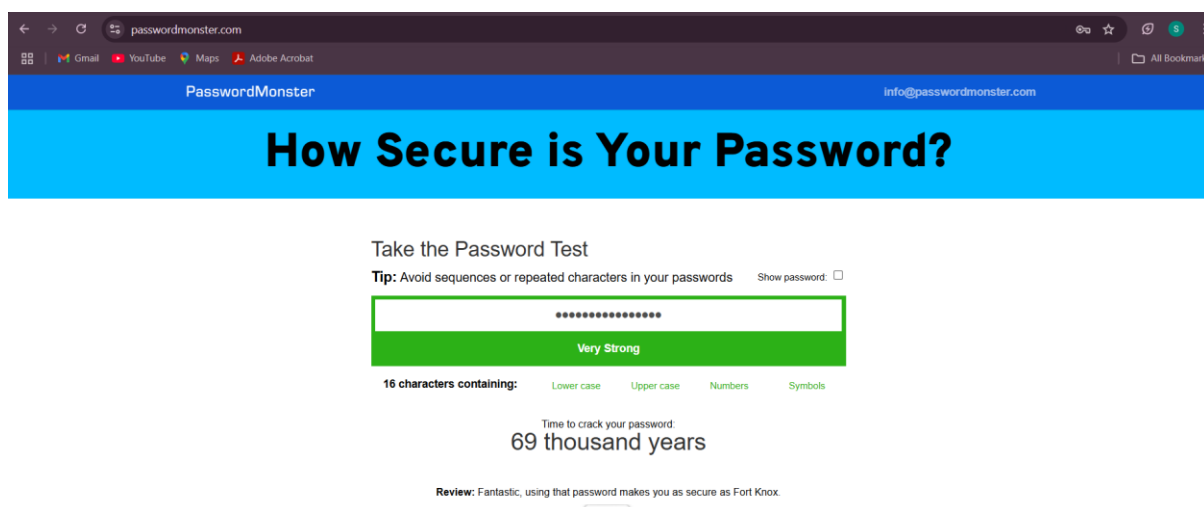 passwordmonster.com
Gmail YouTube Maps Adobe Acrobat All Bookmark
PasswordMonster info@passwordmonster.com
How Secure is Your Password?
Take the Password Test
Tip: Avoid sequences or repeated characters in your passwords Show password:
••••••••••••••••
Very Strong
16 characters containing: Lower case Upper case Numbers Symbols
Time to crack your password:
69 thousand years
Review: Fantastic, using that password makes you as secure as Fort Knox.